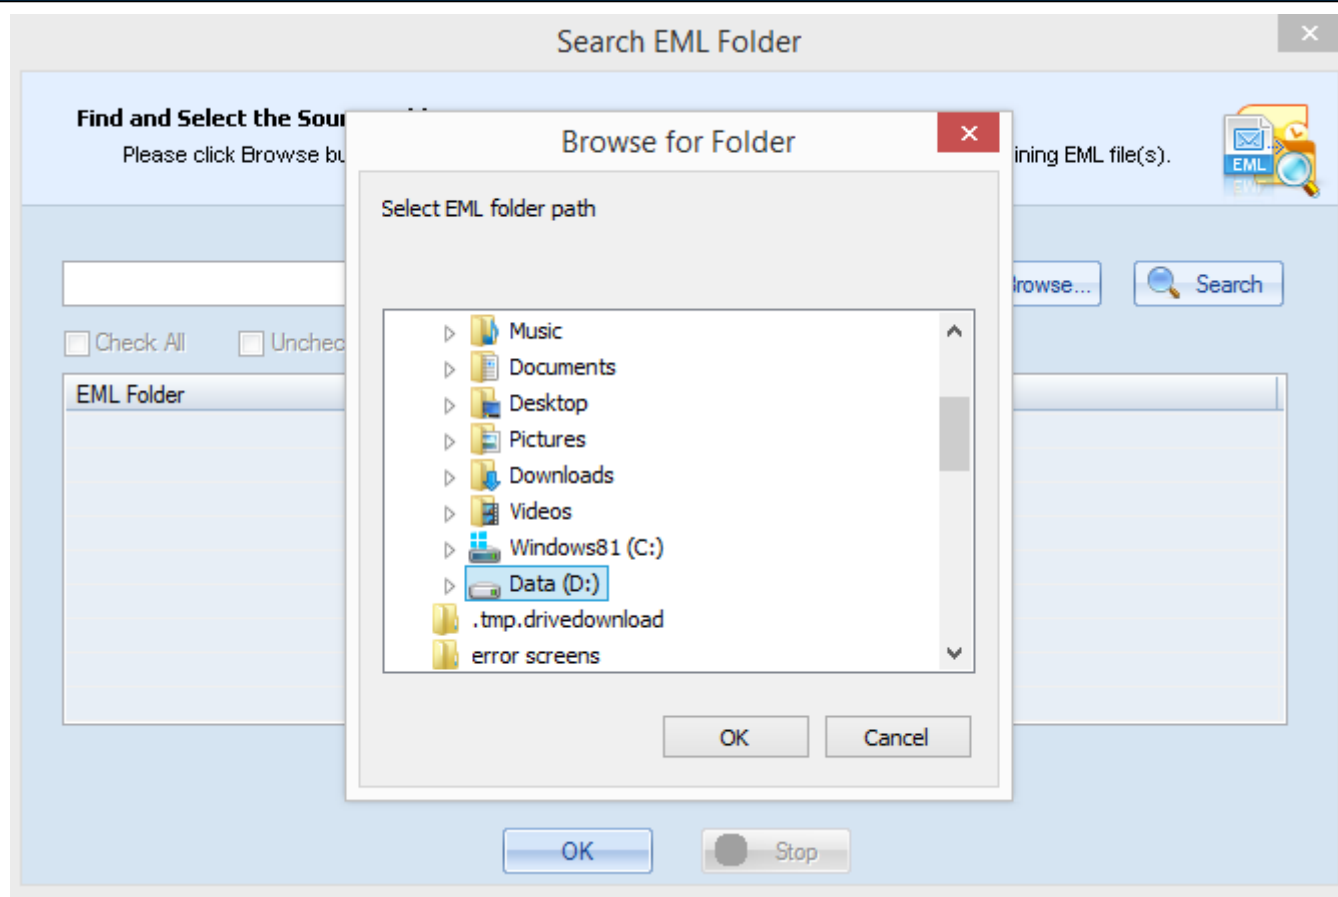 Search EML Folder
Find and Select the Sour
Please click Browse bu
ining EML file(s).
EML
Browse for Folder
Select EML folder path
rowse...
Search
Check All
Unchec
EML Folder
Music
Documents
Desktop
Pictures
Downloads
Videos
Windows81 (C:)
Data (D:)
.tmp.drivedownload
error screens
OK
Cancel
OK
Stop